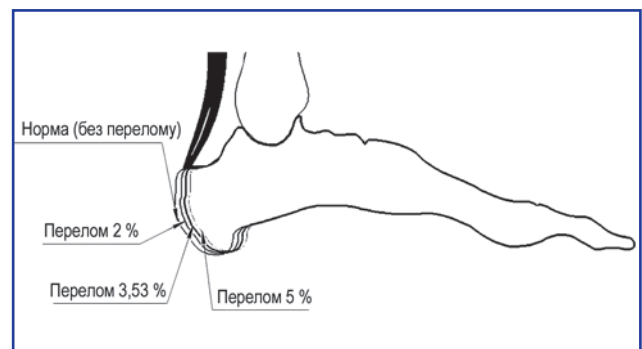 Норма (без перелому)
Перелом 2 %
Перелом 3,53 %
Перелом 5 %